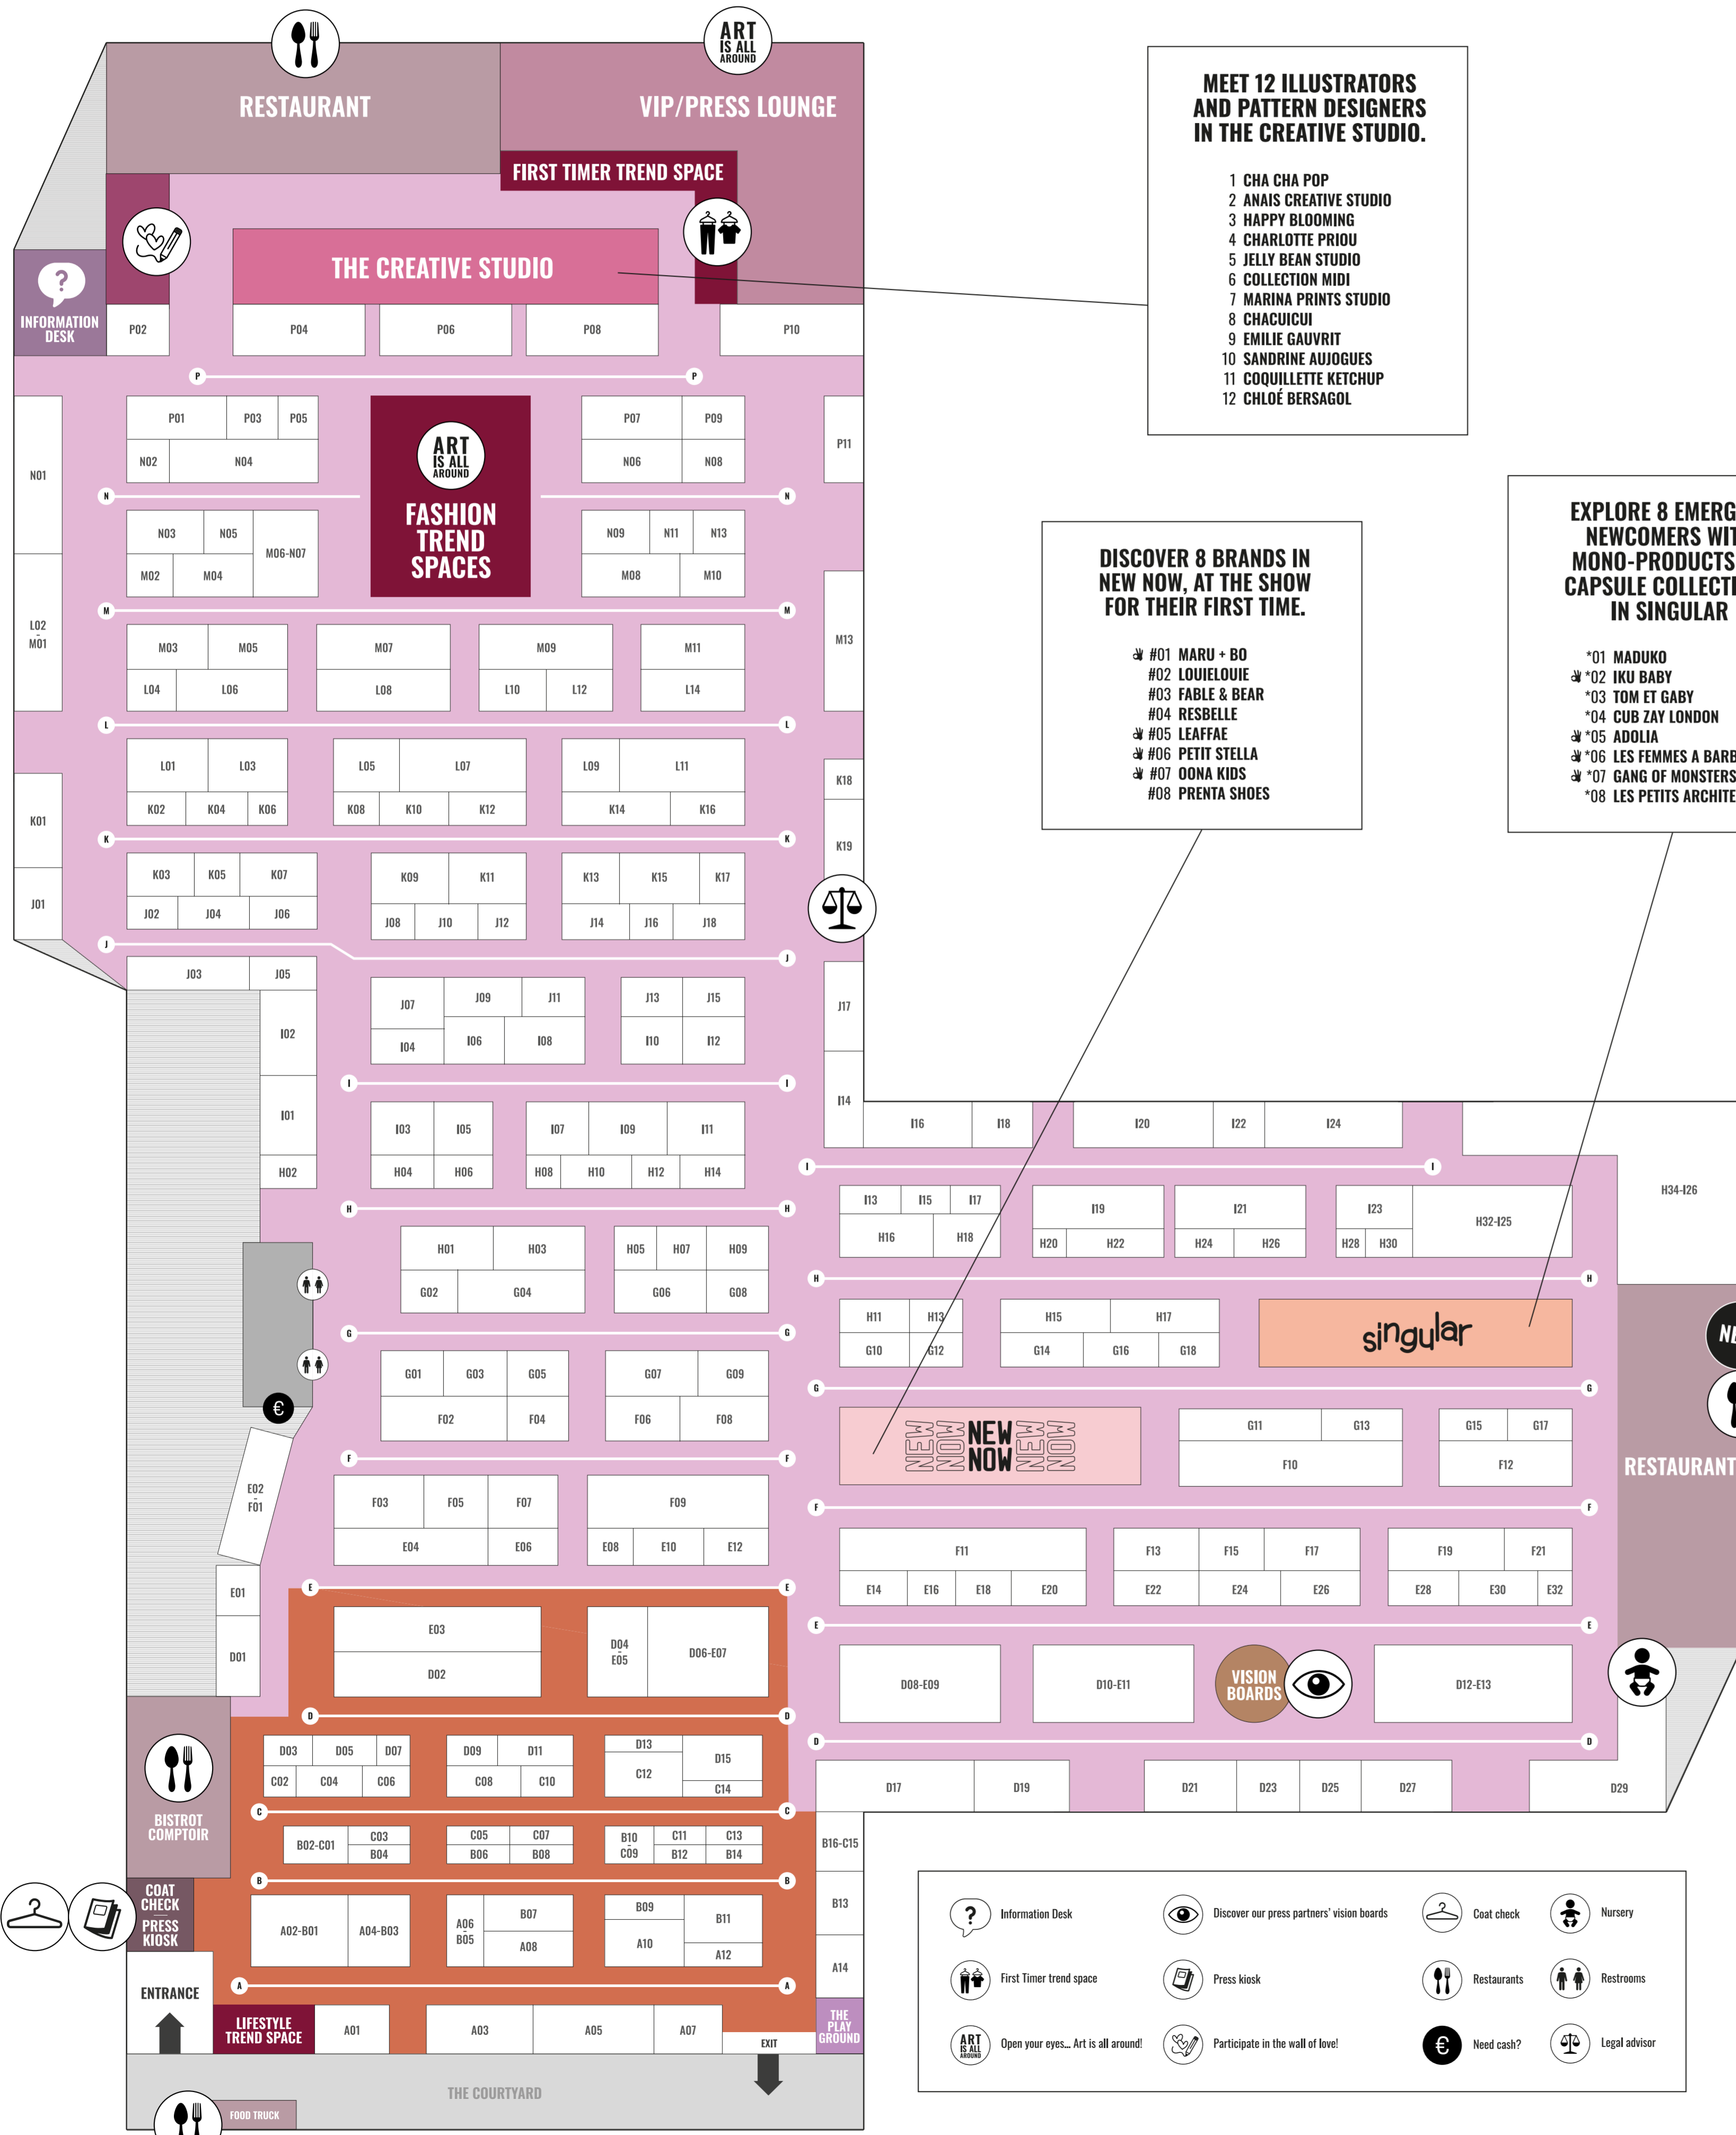 RESTAURANT
ART
IS ALL
AROUND
VIP/PRESS LOUNGE
FIRST TIMER TREND SPACE
THE CREATIVE STUDIO
?
INFORMATION
DESK
P02
P04
P06
P08
P10
P
P
P01
P03
P05
N02
N04
ART
IS ALL
AROUND
FASHION
TREND
SPACES
P07
P09
N06
N08
P11
N01
N
N
N03
N05
M06-N07
M02
M04
N09
N11
N13
M08
M10
L02
-
M01
M
M
M13
M03
M05
L04
L06
M07
L08
M09
L10
L12
M11
L14
L
L
L01
L03
K02
K04
K06
L05
L07
K08
K10
K12
L09
L11
K14
K16
K18
K01
K
K
K19
K03
K05
K07
J02
J04
J06
K09
K11
J08
J10
J12
K13
K15
K17
J14
J16
J18
J01
J
J
J03
J05
I02
J07
J09
J11
I04
I06
I08
J13
J15
I10
I12
J17
I
I
I14
I01
H02
I03
I05
H04
H06
I07
I09
I11
H08
H10
H12
H14
H
H
H01
H03
G02
G04
H05
H07
H09
G06
G08
G
G
G01
G03
G05
F02
F04
G07
G09
F06
F08
€
F
F
E02
-
F01
F03
F05
F07
E04
E06
F09
E08
E10
E12
E01
D01
E
E
E03
D02
D04
-
E05
D06-E07
D
D
D03
D05
D07
C02
C04
C06
D09
D11
C08
C10
D13
D15
C12
C14
BISTROT
COMPTOIR
C
C
B02-C01
C03
B04
C05
C07
B06
B08
B10
-
C09
C11
C13
B12
B14
B16-C15
B
B
COAT
CHECK
PRESS
KIOSK
A02-B01
A04-B03
A06
-
B05
B07
A08
B09
B11
A10
A12
B13
A14
A
A
ENTRANCE
LIFESTYLE
TREND SPACE
A01
A03
A05
A07
EXIT
THE
PLAY
GROUND
THE COURTYARD
FOOD TRUCK
MEET 12 ILLUSTRATORS
AND PATTERN DESIGNERS
IN THE CREATIVE STUDIO.
1 CHA CHA POP
2 ANAIS CREATIVE STUDIO
3 HAPPY BLOOMING
4 CHARLOTTE PRIOU
5 JELLY BEAN STUDIO
6 COLLECTION MIDI
7 MARINA PRINTS STUDIO
8 CHACUICUI
9 EMILIE GAUVRIT
10 SANDRINE AUJOGUES
11 COQUILLETTE KETCHUP
12 CHLOÉ BERSAGOL
DISCOVER 8 BRANDS IN
NEW NOW, AT THE SHOW
FOR THEIR FIRST TIME.
#01 MARU + BO
#02 LOUIELOUIE
#03 FABLE & BEAR
#04 RESBELLE
#05 LEAFFAE
#06 PETIT STELLA
#07 OONA KIDS
#08 PRENTA SHOES
EXPLORE 8 EMERG
NEWCOMERS WIT
MONO-PRODUCTS
CAPSULE COLLECTI
IN SINGULAR
*01 MADUKO
*02 IKU BABY
*03 TOM ET GABY
*04 CUB ZAY LONDON
*05 ADOLIA
*06 LES FEMMES A BARB
*07 GANG OF MONSTERS
*08 LES PETITS ARCHITE
I16
I18
I20
I22
I24
I
I
H34-I26
I13
I15
I17
H16
H18
I19
H20
H22
I21
H24
H26
I23
H28
H30
H32-I25
H
H
H11
H13
G10
G12
H15
H17
G14
G16
G18
singular
NE
G
G
NEW
NOW
NEW
NOW
NEW
NOW
G11
G13
F10
G15
G17
F12
RESTAURANT
F
F
F11
E14
E16
E18
E20
F13
F15
F17
E22
E24
E26
F19
F21
E28
E30
E32
E
E
D08-E09
D10-E11
VISION
BOARDS
D12-E13
D
D
D17
D19
D21
D23
D25
D27
D29
?
Information Desk
Discover our press partners' vision boards
Coat check
Nursery
First Timer trend space
Press kiosk
Restaurants
Restrooms
ART
IS ALL
AROUND
Open your eyes... Art is all around!
Participate in the wall of love!
€
Need cash?
Legal advisor